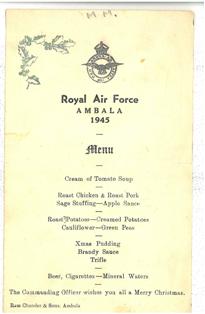 M M.
Royal Air Force
AMBALA
1945
Menu
Cream of Tomato Soup
Roast Chicken & Roast Pork
Sage Stuffing—Apple Sauce
Roast Potatoes—Creamed Potatoes
Cauliflower—Green Peas
Xmas Pudding
Brandy Sauce
Trifle
Beer, Cigarettes—Mineral Waters
The Commanding Officer wishes you all a Merry Christmas.
Ram Chander & Sons, Ambala